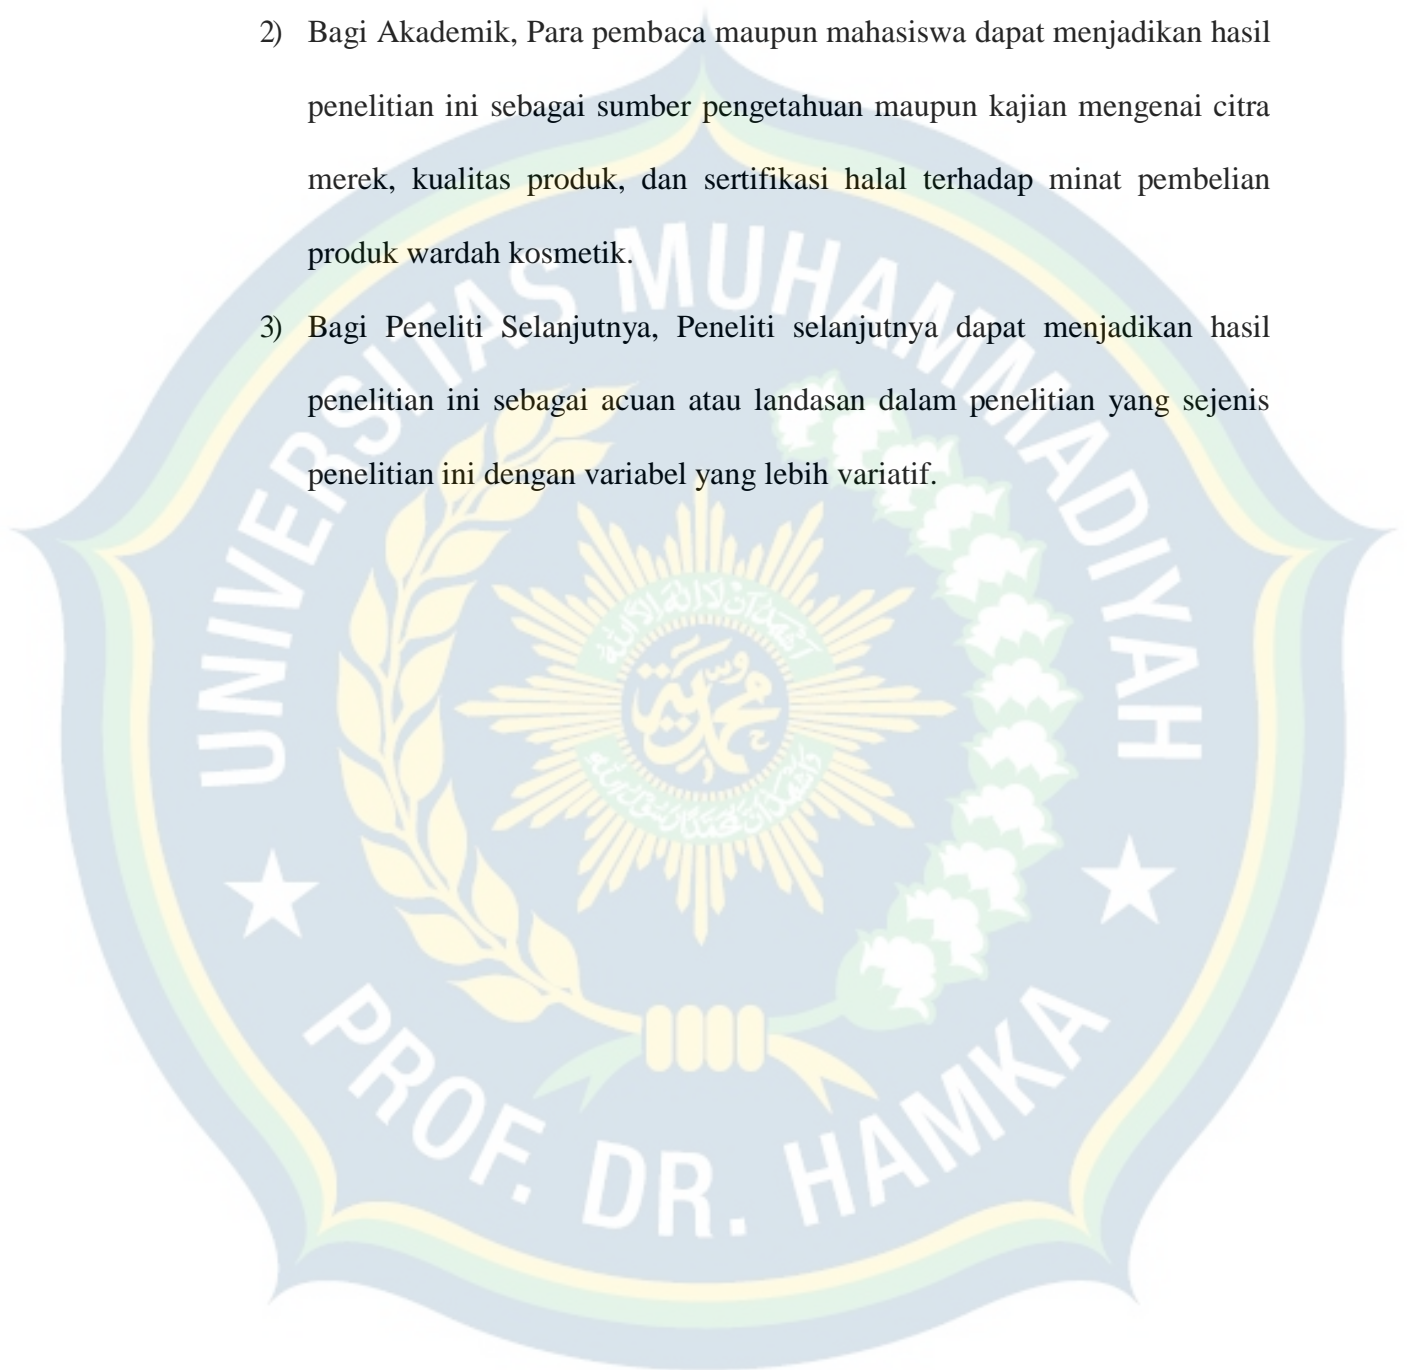 2) Bagi Akademik, Para pembaca maupun mahasiswa dapat menjadikan hasil
penelitian ini sebagai sumber pengetahuan maupun kajian mengenai citra
merek, kualitas produk, dan sertifikasi halal terhadap minat pembelian
produk wardah kosmetik.
3) Bagi Peneliti Selanjutnya, Peneliti selanjutnya dapat menjadikan hasil
penelitian ini sebagai acuan atau landasan dalam penelitian yang sejenis
penelitian ini dengan variabel yang lebih variatif.
UNIVERSITAS MUHAMMADIYAH
محمدية
PROF. DR. HAMKA